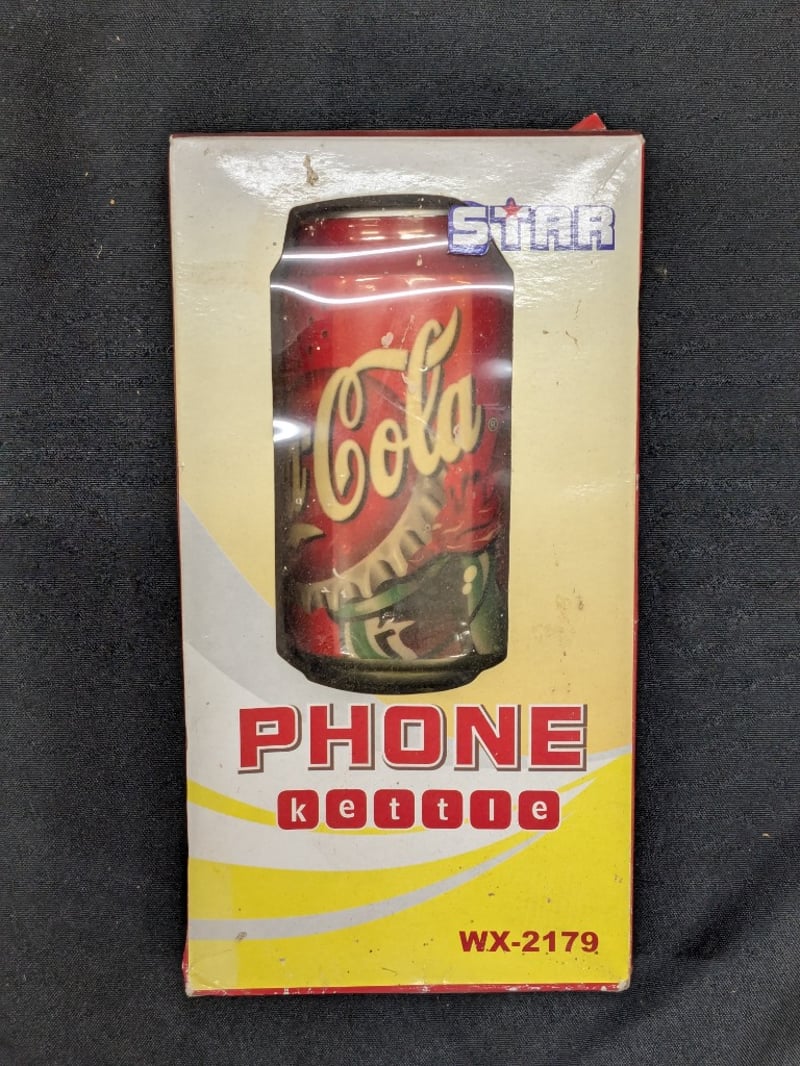 STAR
Cola
®
PHONE
kettle
WX-2179